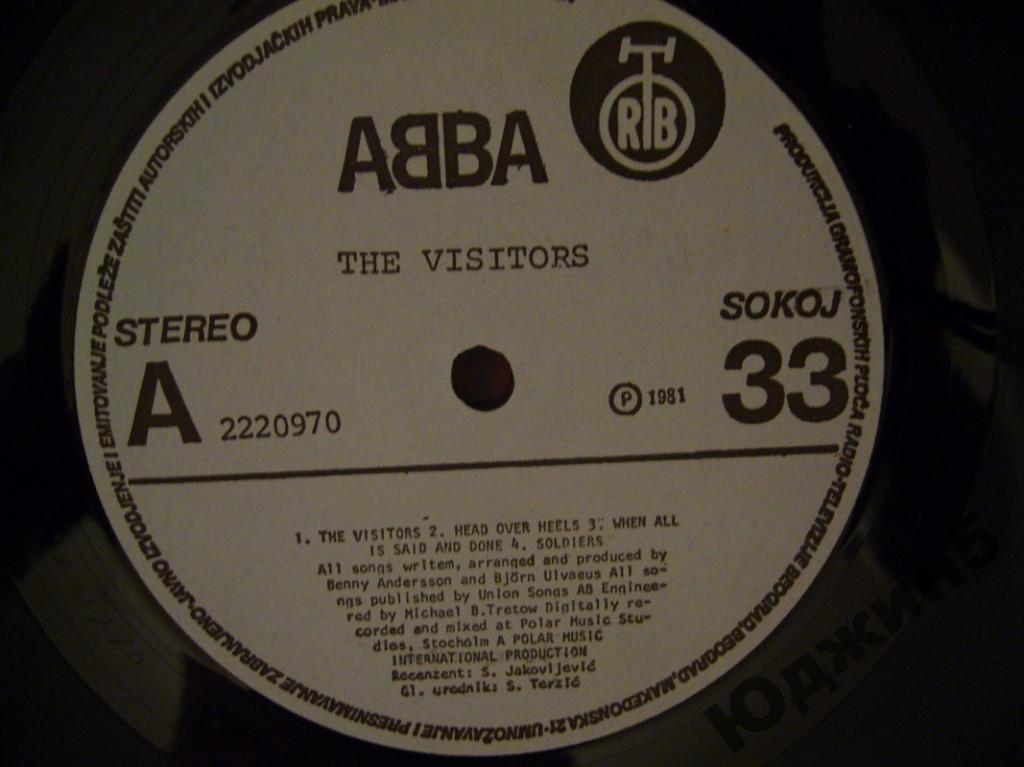 ABBA
RTB
THE VISITORS
STEREO
SOKOJ
A
2220970
P 1981
33
1. THE VISITORS 2. HEAD OVER HEELS 3. WHEN ALL
IS SAID AND DONE 4. SOLDIERS
All songs writem, arranged and produced by
Benny Andersson and Björn Ulvaeus All so-
ngs published by Union Songs AB Enginee-
red by Michael B.Tretow Digitally re-
corded and mixed at Polar Music Stu-
dios, Stocholm A POLAR MUSIC
INTERNATIONAL PRODUCTION
Recenzent: S. Jakovljević
Gl. urednik: S. Terzić
PRODUKCIJA GRAMOFONSKIH PLOČA RADIO-TELEVIZIJE BEOGRAD, BEOGRAD, MAKEDONSKA 21 · UMNOŽAVANJE I PRESNIMAVANJE ZABRANJENO · JAVNO IZVODJENJE I EMITOVANJE PODLEŽE ZAŠTITI AUTORSKIH I IZVODJAČKIH PRAVA ·
юджин5